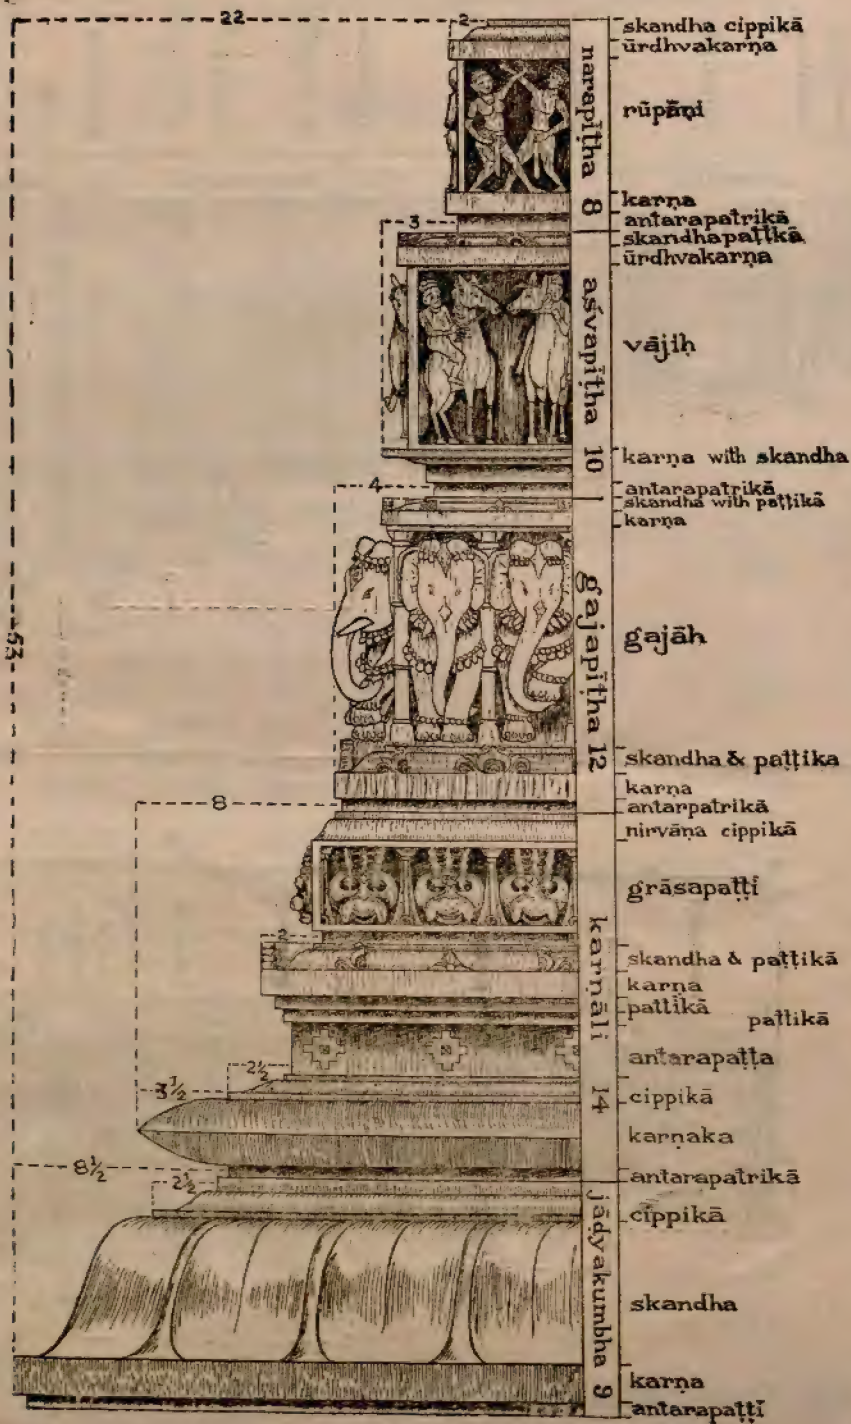 22
2
skandha cippikā
ūrdhvakarṇa
narapīṭha 8
rūpāṇi
karṇa
antarapatrikā
3
skandhapaṭṭikā
ūrdhvakarṇa
aśvapīṭha 10
vājiḥ
karṇa with skandha
4
antarapatrikā
skandha with paṭṭikā
karṇa
gajapīṭha 12
gajāh
53
skandha & paṭṭika
karṇa
antarpatrikā
8
nirvāṇa cippikā
grāsapaṭṭī
karṇāli 14
2
skandha & paṭṭikā
karṇa
paṭṭikā
paṭṭikā
antarapaṭṭa
2½
3½
cippikā
karṇaka
8½
antarapatrikā
2½
jāḍyakumbha 9
cippikā
skandha
karṇa
antarapaṭṭī